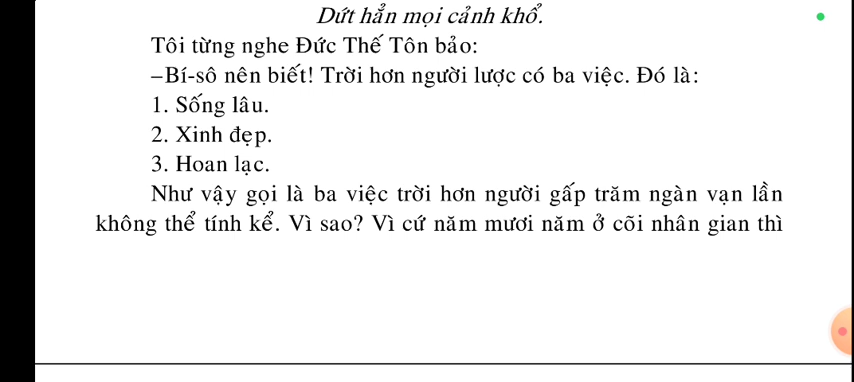 Dứt hẳn mọi cảnh khổ.
Tôi từng nghe Đức Thế Tôn bảo:
–Bí-sô nên biết! Trời hơn người lược có ba việc. Đó là:
1. Sống lâu.
2. Xinh đẹp.
3. Hoan lạc.
Như vậy gọi là ba việc trời hơn người gấp trăm ngàn vạn lần
không thể tính kể. Vì sao? Vì cứ năm mươi năm ở cõi nhân gian thì